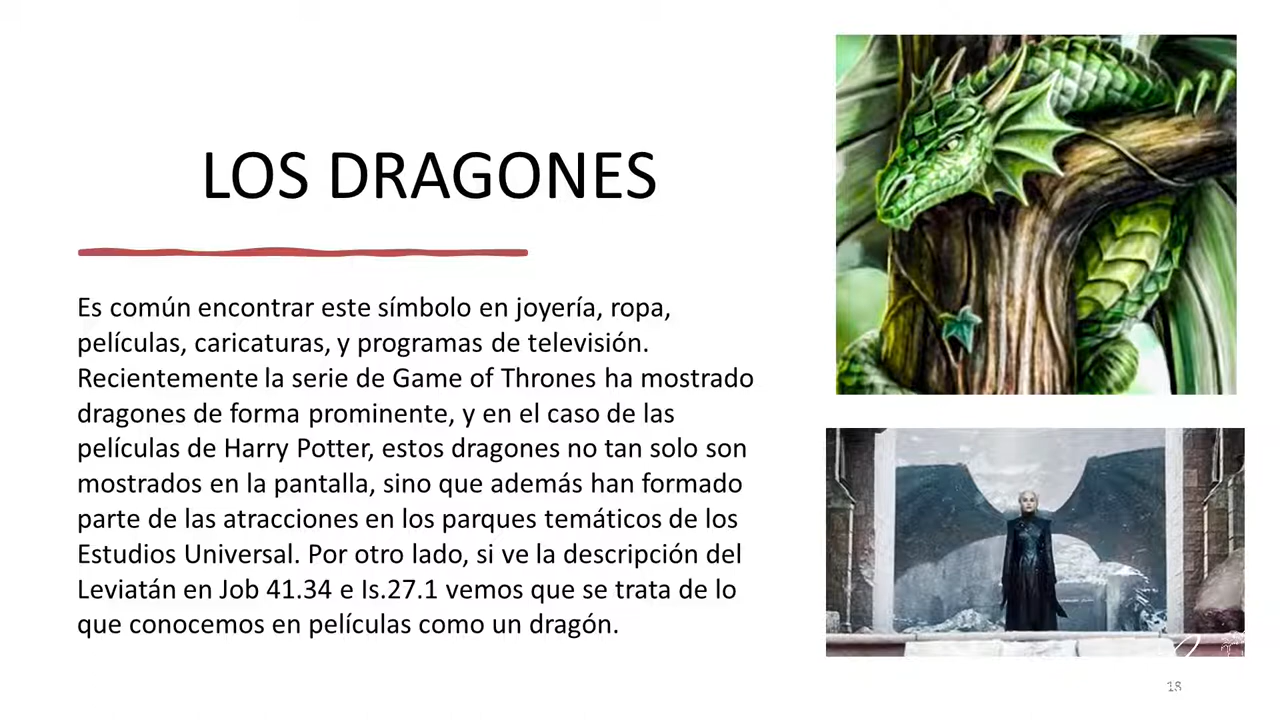 LOS DRAGONES
Es común encontrar este símbolo en joyería, ropa,
películas, caricaturas, y programas de televisión.
Recientemente la serie de Game of Thrones ha mostrado
dragones de forma prominente, y en el caso de las
películas de Harry Potter, estos dragones no tan solo son
mostrados en la pantalla, sino que además han formado
parte de las atracciones en los parques temáticos de los
Estudios Universal. Por otro lado, si ve la descripción del
Leviatán en Job 41.34 e Is.27.1 vemos que se trata de lo
que conocemos en películas como un dragón.
18